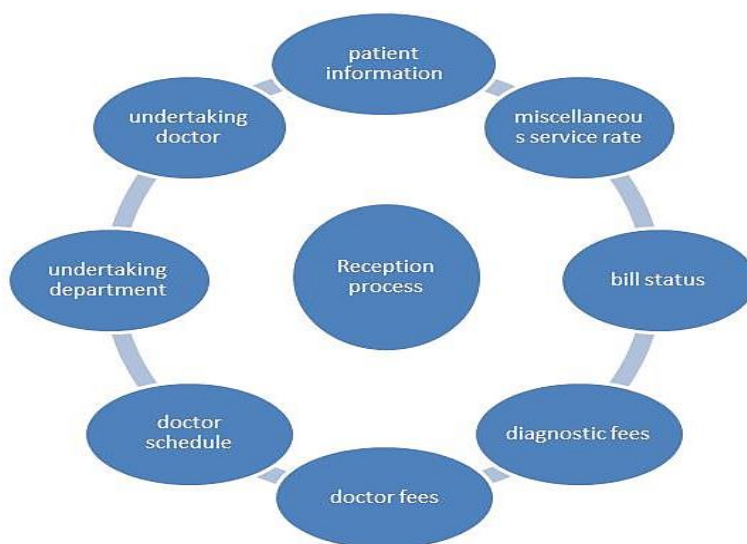 patient
information
miscellaneou
s service rate
bill status
diagnostic fees
doctor fees
doctor
schedule
undertaking
department
undertaking
doctor
Reception
process